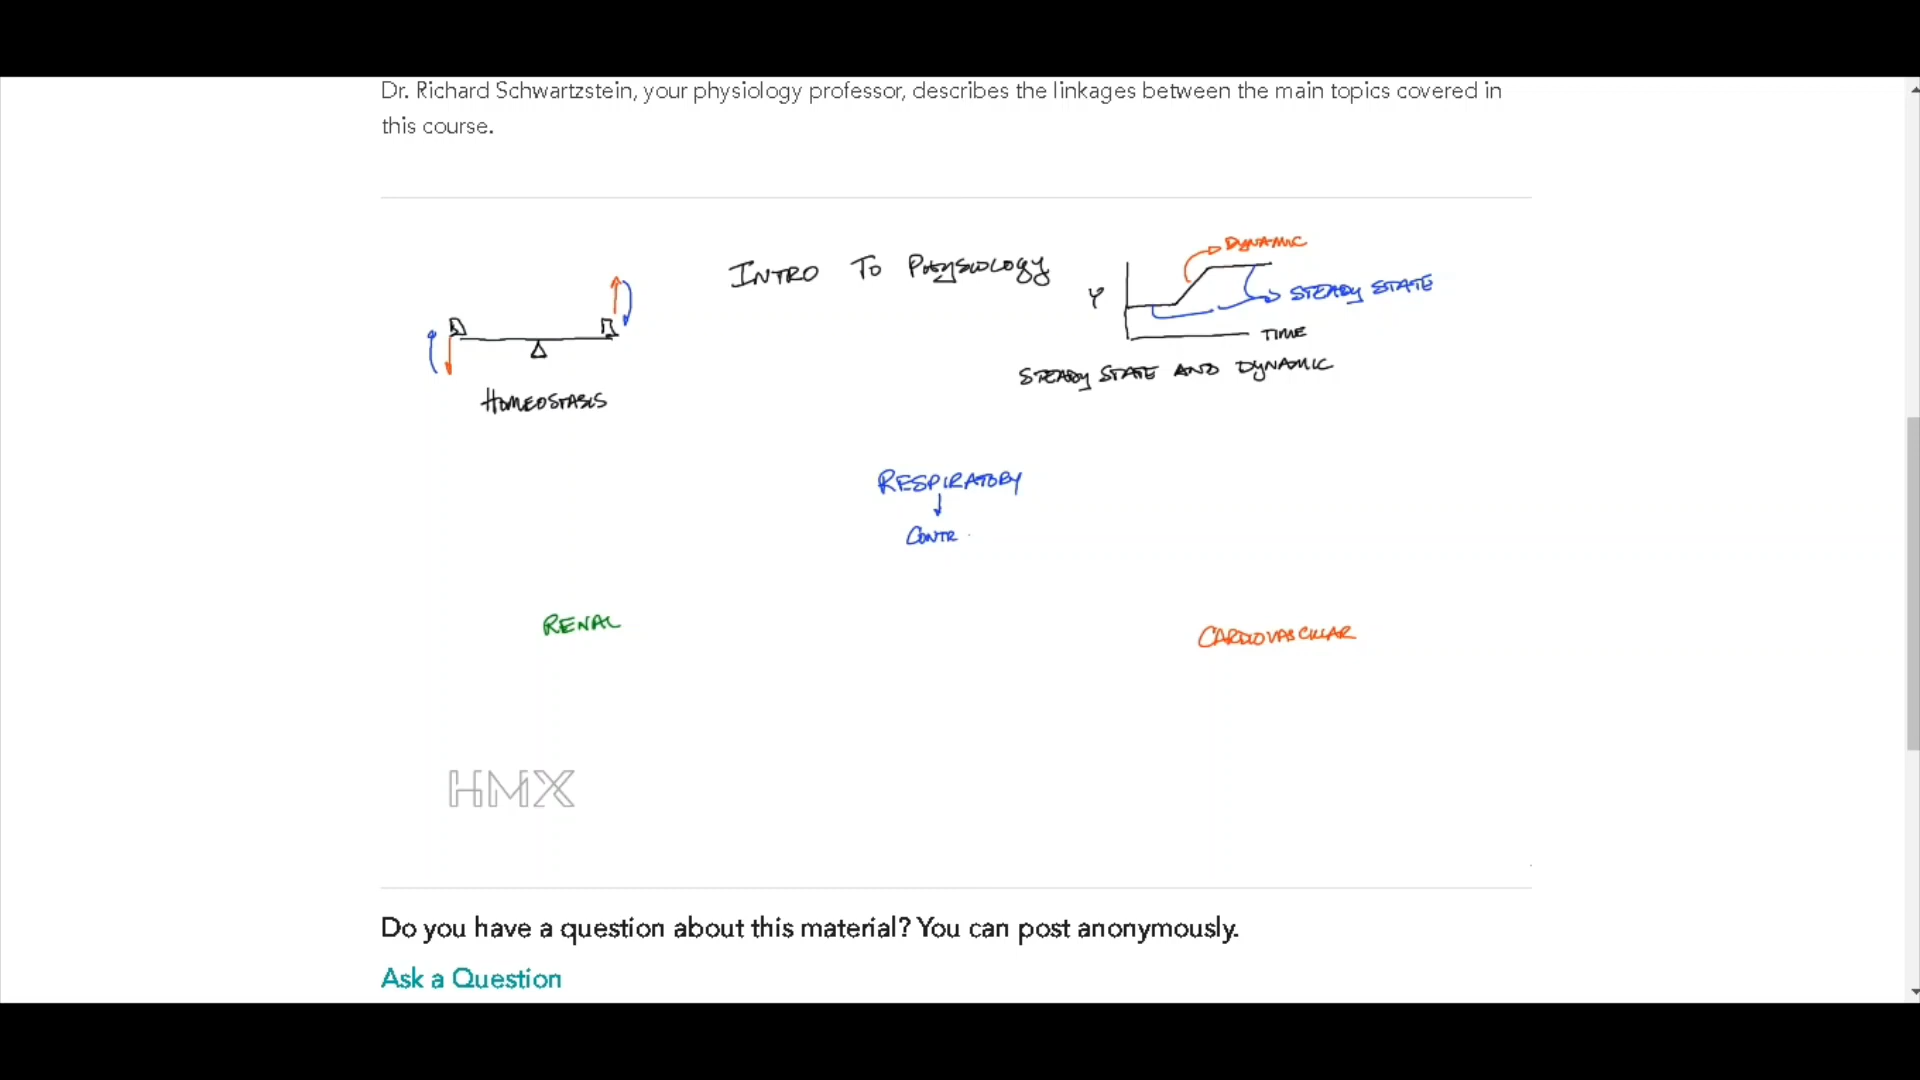 Dr. Richard Schwartzstein, your physiology professor, describes the linkages between the main topics covered in
this course.
INTRO TO PHYSIOLOGY
DYNAMIC
Y
STEADY STATE
TIME
STEADY STATE AND DYNAMIC
HOMEOSTASIS
RESPIRATORY
CONTR
RENAL
CARDIOVASCULAR
HMX
Do you have a question about this material? You can post anonymously.
Ask a Question